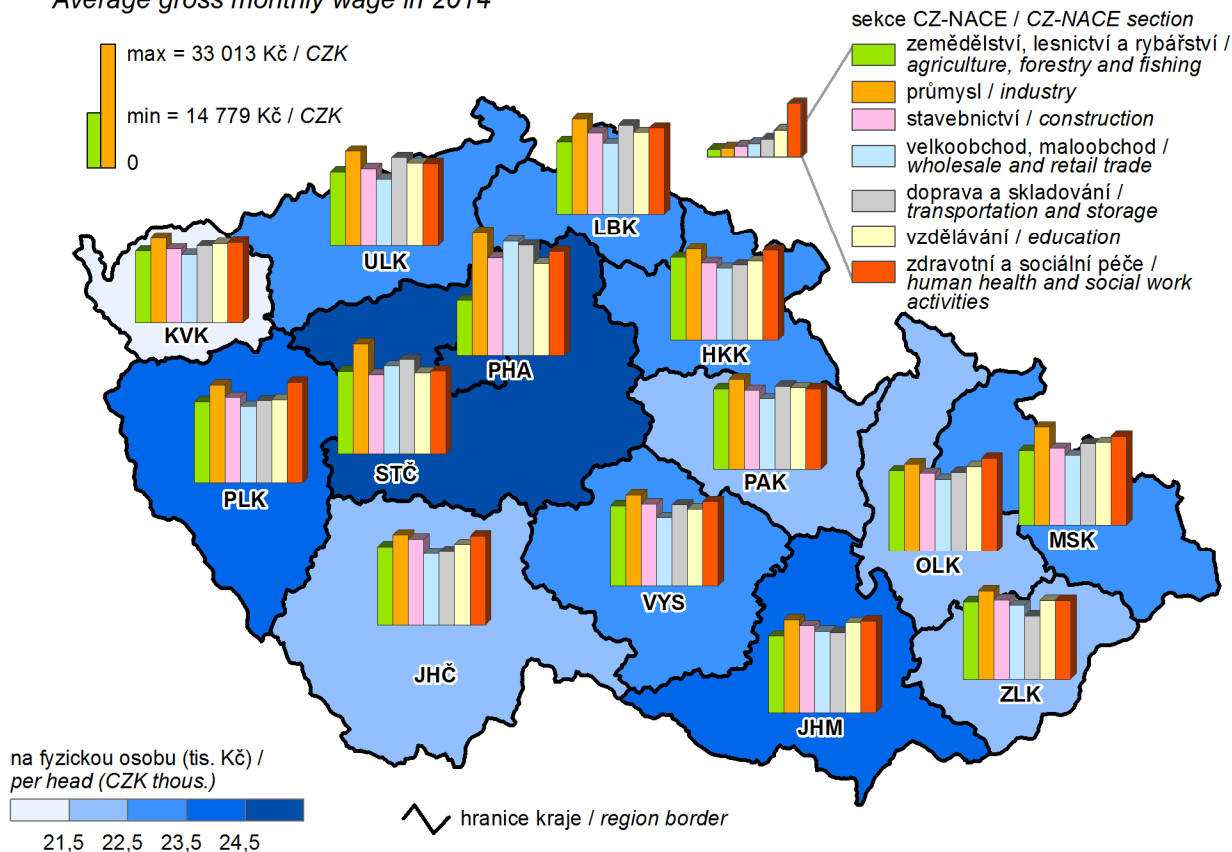 Average gross monthly wage in 2014
max = 33 013 Kč / CZK
min = 14 779 Kč / CZK
0
sekce CZ-NACE / CZ-NACE section
zemědělství, lesnictví a rybářství /
agriculture, forestry and fishing
průmysl / industry
stavebnictví / construction
velkoobchod, maloobchod /
wholesale and retail trade
doprava a skladování /
transportation and storage
vzdělávání / education
zdravotní a sociální péče /
human health and social work
activities
LBK
ULK
KVK
HKK
PHA
STČ
PAK
PLK
MSK
OLK
VYS
JHČ
ZLK
JHM
na fyzickou osobu (tis. Kč) /
per head (CZK thous.)
21,5 22,5 23,5 24,5
hranice kraje / region border